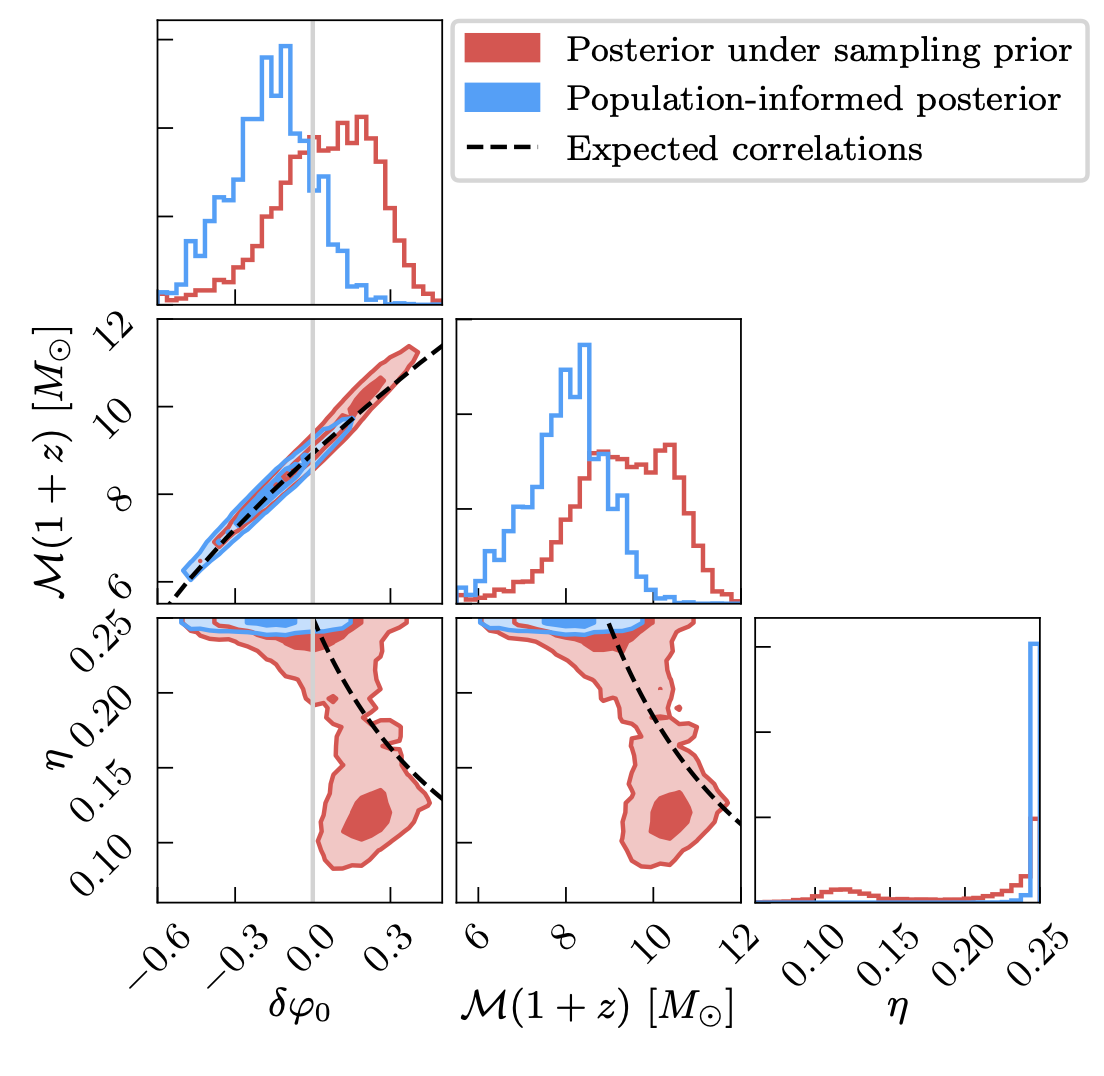 Posterior under sampling prior
Population-informed posterior
Expected correlations
12
10
8
6
ℳ(1 + z) [M⊙]
0.25
0.20
0.15
0.10
η
−0.6
−0.3
0.0
0.3
δφ₀
6
8
10
12
ℳ(1 + z) [M⊙]
0.10
0.15
0.20
0.25
η